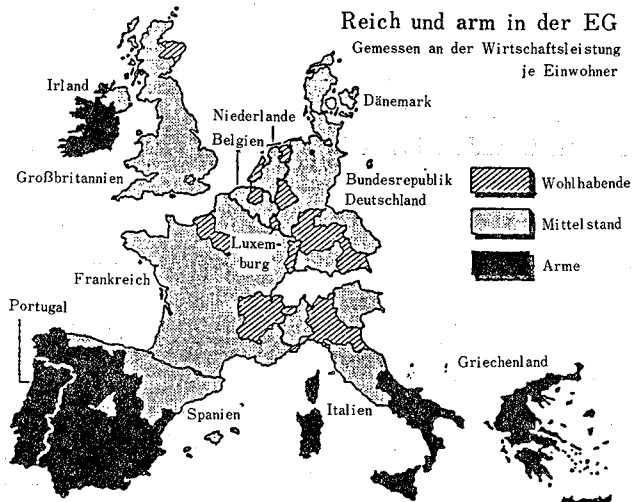 Reich und arm in der EG
Gemessen an der Wirtschaftsleistung
je Einwohner
Irland
Niederlande
Dänemark
Belgien
Großbritannien
Bundesrepublik
Deutschland
Wohlhabende
Mittelstand
Arme
Luxem-
burg
Frankreich
Portugal
Griechenland
Spanien
Italien